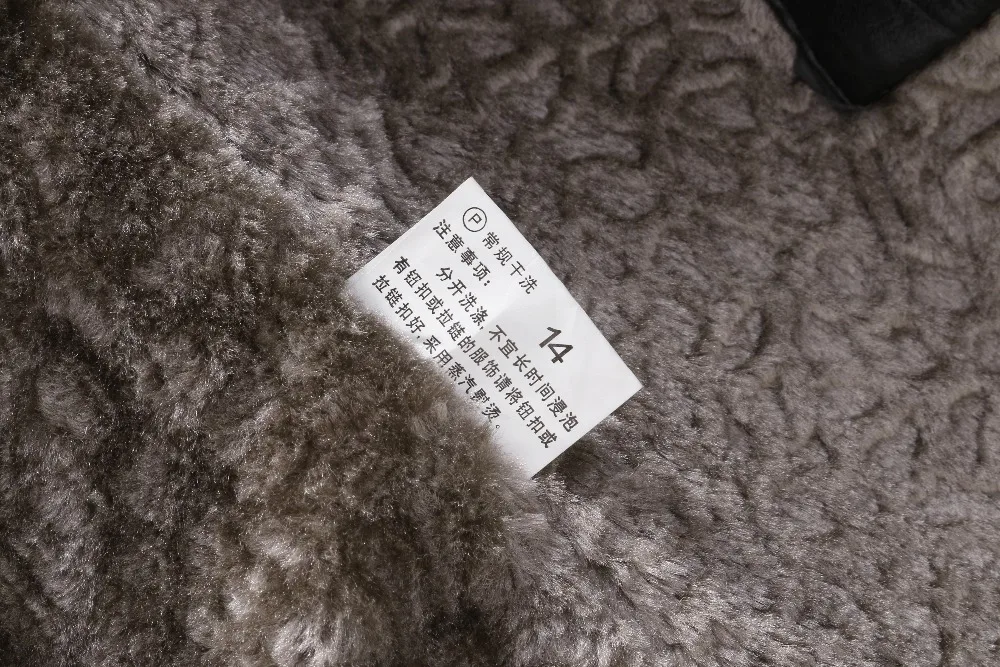 Ⓟ 常规干洗
14
注意事项：
分开洗涤,不宜长时间浸泡
有钮扣或拉链的服饰请将钮扣或
拉链扣好,采用蒸汽熨烫。